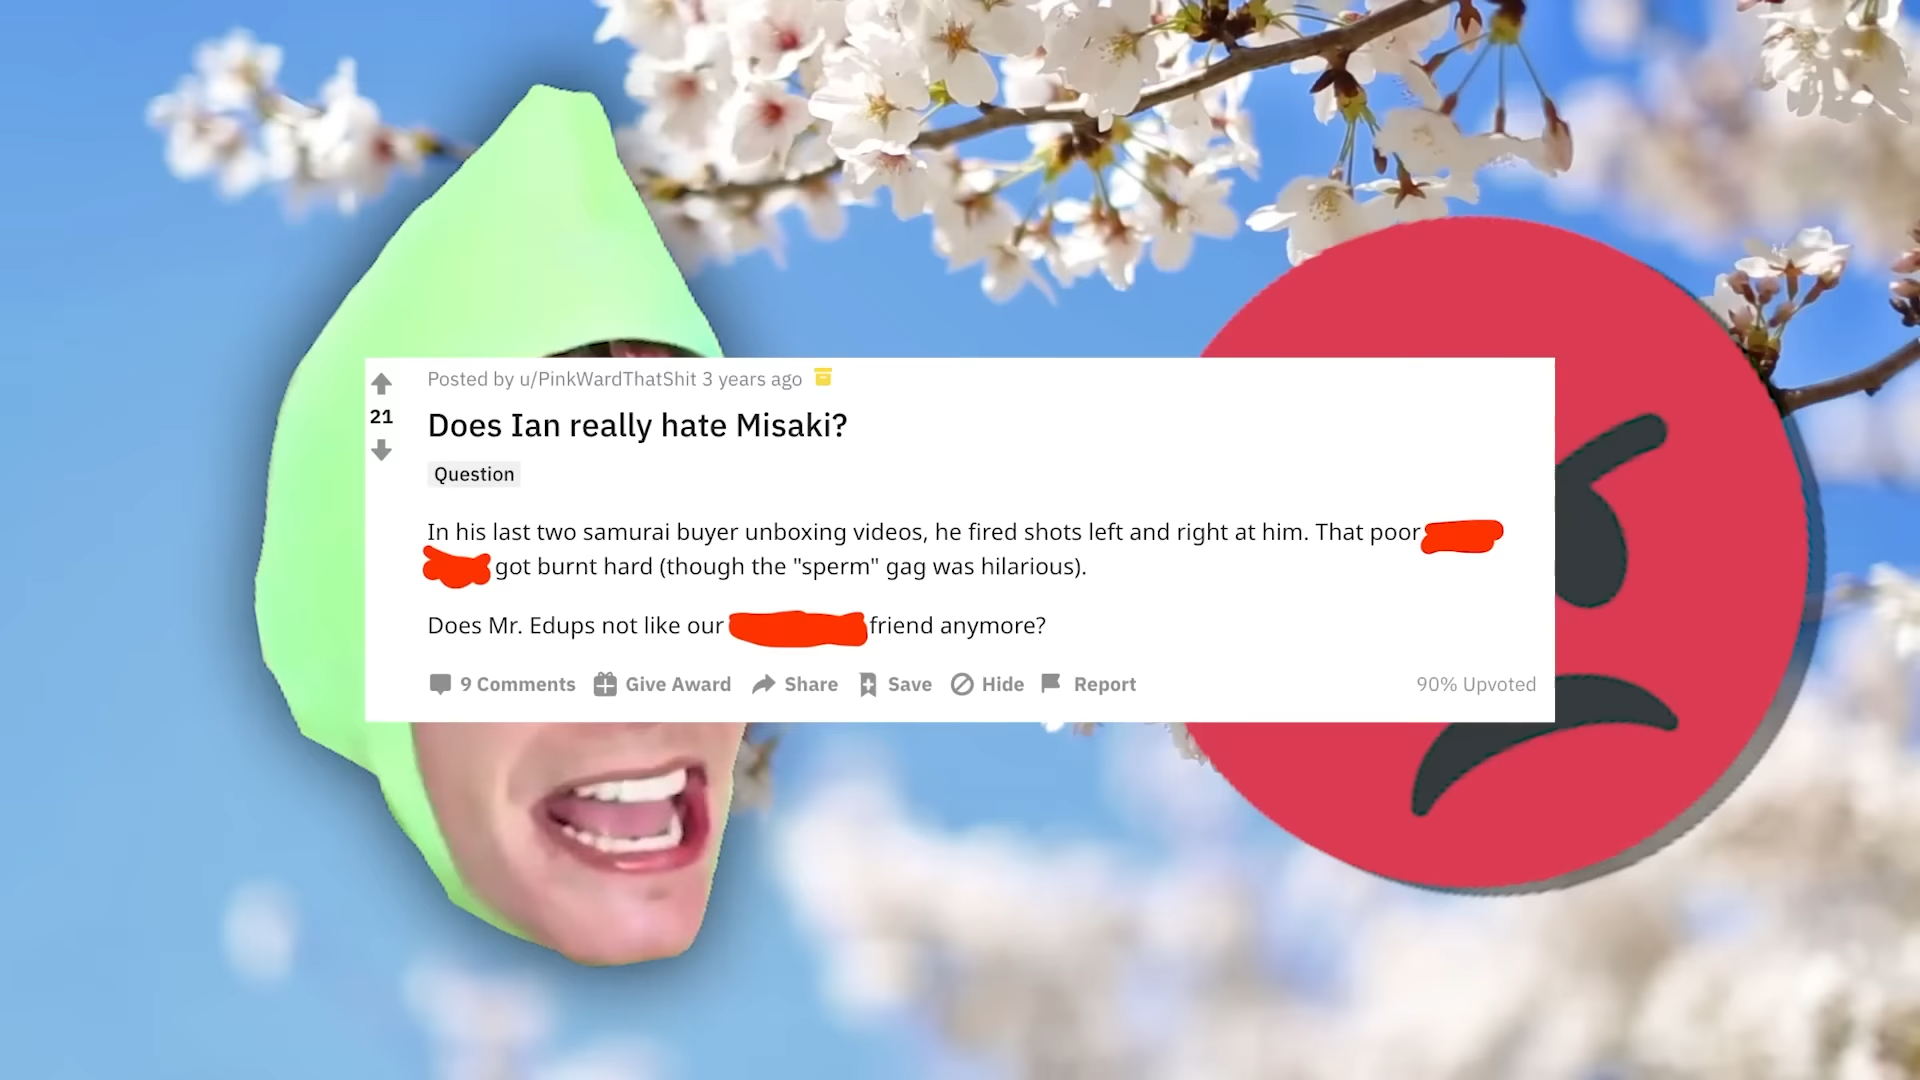 Posted by u/PinkWardThatShit 3 years ago
21
Does Ian really hate Misaki?
Question
In his last two samurai buyer unboxing videos, he fired shots left and right at him. That poor
got burnt hard (though the "sperm" gag was hilarious).
Does Mr. Edups not like our friend anymore?
9 Comments Give Award Share Save Hide Report 90% Upvoted